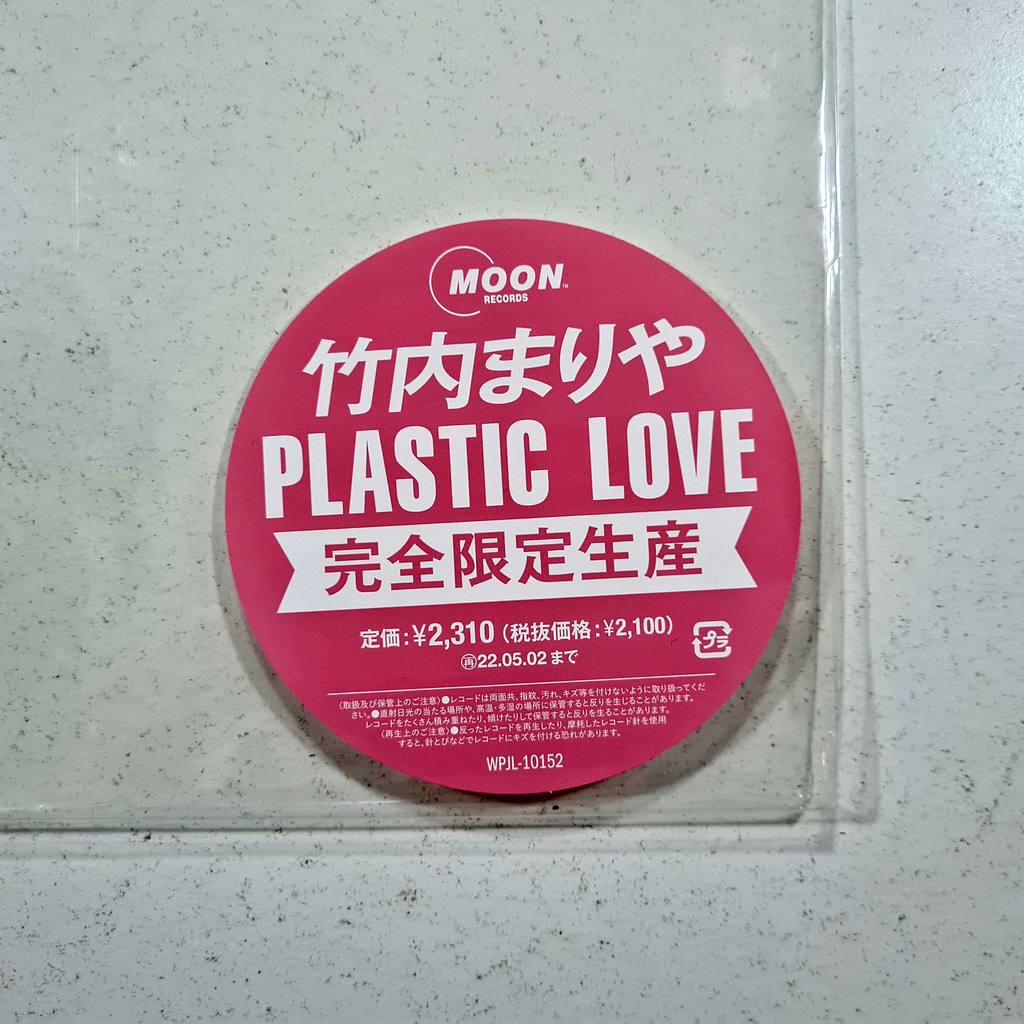 MOON™
RECORDS
竹内まりや
PLASTIC LOVE
完全限定生産
定価:¥2,310(税抜価格:¥2,100)
プラ
㊢22.05.02まで
〈取扱及び保管上のご注意〉●レコードは両面共、指紋、汚れ、キズ等を付けないように取り扱ってくだ
さい。●直射日光の当たる場所や、高温・多湿の場所に保管すると反りを生じることがあります。
レコードをたくさん積み重ねたり、傾けたりして保管すると反りを生ることがあります。
〈再生上のご注意〉●反ったレコードを再生したり、摩耗したレコード針を使用
すると、針とびなどでレコードにキズを付ける恐れがあります。
WPJL-10152